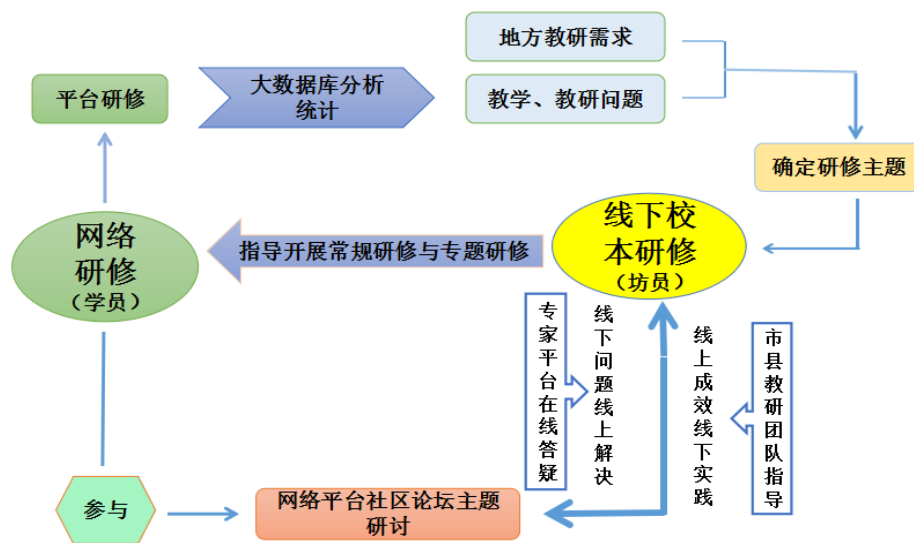 地方教研需求
平台研修
大数据库分析
统计
教学、教研问题
确定研修主题
网络
研修
（学员）
指导开展常规研修与专题研修
线下校
本研修
（坊员）
专家平台在线答疑
线下问题线上解决
线上成效线下实践
市县教研团队指导
参与
网络平台社区论坛主题
研讨